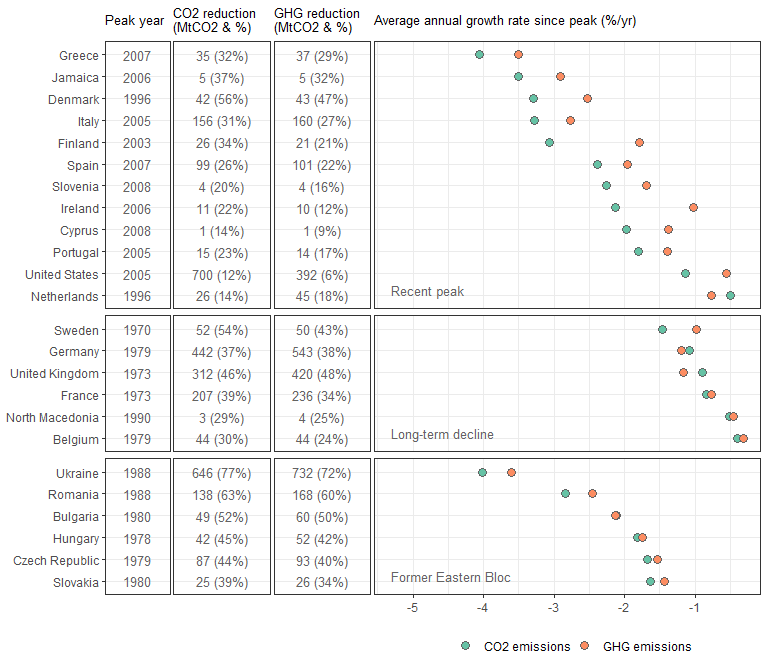 Peak year CO2 reduction (MtCO2 & %) GHG reduction (MtCO2 & %) Average annual growth rate since peak (%/yr)
Greece 2007 35 (32%) 37 (29%)
Jamaica 2006 5 (37%) 5 (32%)
Denmark 1996 42 (56%) 43 (47%)
Italy 2005 156 (31%) 160 (27%)
Finland 2003 26 (34%) 21 (21%)
Spain 2007 99 (26%) 101 (22%)
Slovenia 2008 4 (20%) 4 (16%)
Ireland 2006 11 (22%) 10 (12%)
Cyprus 2008 1 (14%) 1 (9%)
Portugal 2005 15 (23%) 14 (17%)
United States 2005 700 (12%) 392 (6%)
Netherlands 1996 26 (14%) 45 (18%) Recent peak
Sweden 1970 52 (54%) 50 (43%)
Germany 1979 442 (37%) 543 (38%)
United Kingdom 1973 312 (46%) 420 (48%)
France 1973 207 (39%) 236 (34%)
North Macedonia 1990 3 (29%) 4 (25%)
Belgium 1979 44 (30%) 44 (24%) Long-term decline
Ukraine 1988 646 (77%) 732 (72%)
Romania 1988 138 (63%) 168 (60%)
Bulgaria 1980 49 (52%) 60 (50%)
Hungary 1978 42 (45%) 52 (42%)
Czech Republic 1979 87 (44%) 93 (40%)
Slovakia 1980 25 (39%) 26 (34%) Former Eastern Bloc
-5 -4 -3 -2 -1
CO2 emissions GHG emissions